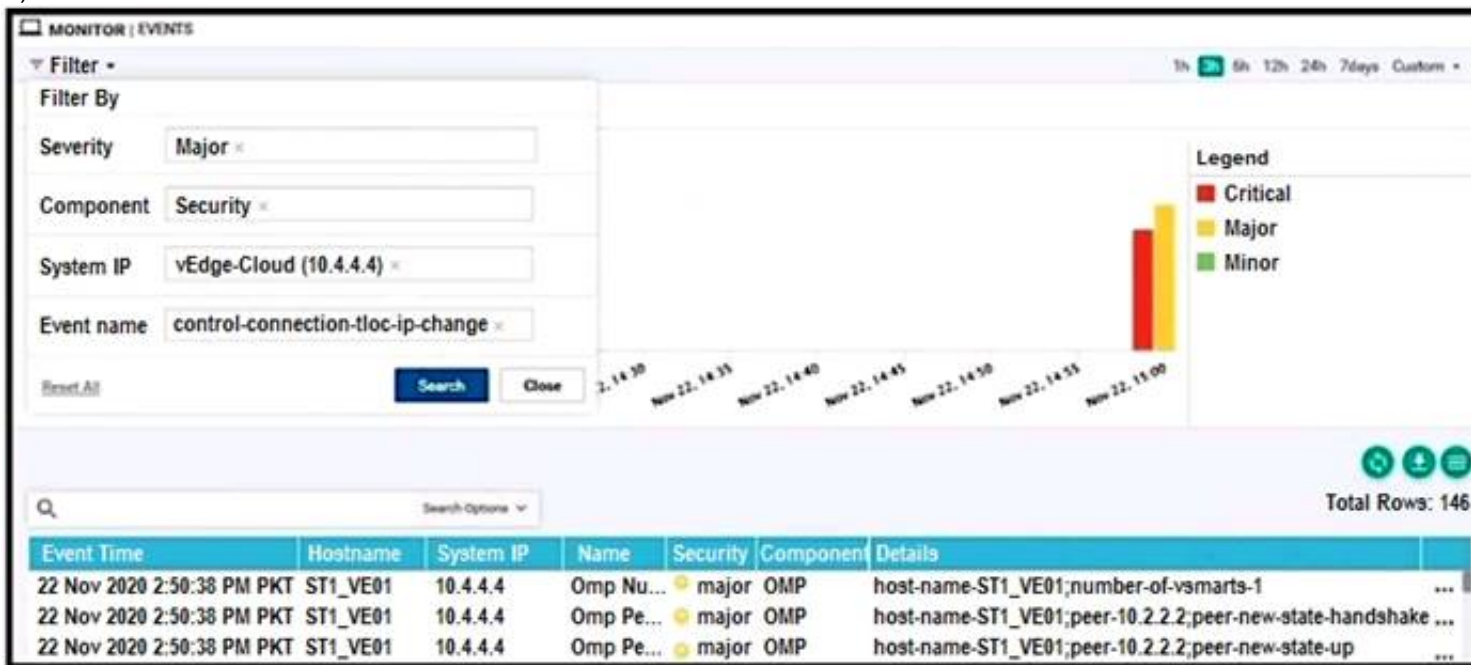 MONITOR | EVENTS
Filter
1h 3h 6h 12h 24h 7days Custom
Filter By
Severity Major ×
Component Security ×
System IP vEdge-Cloud (10.4.4.4) ×
Event name control-connection-tloc-ip-change ×
Reset All Search Close
Legend
Critical
Major
Minor
2, 14:30 Nov 22, 14:35 Nov 22, 14:40 Nov 22, 14:45 Nov 22, 14:50 Nov 22, 14:55 Nov 22, 15:00
Search Options
Total Rows: 146
Event Time Hostname System IP Name Security Component Details
22 Nov 2020 2:50:38 PM PKT ST1_VE01 10.4.4.4 Omp Nu... major OMP host-name-ST1_VE01;number-of-vsmarts-1 ...
22 Nov 2020 2:50:38 PM PKT ST1_VE01 10.4.4.4 Omp Pe... major OMP host-name-ST1_VE01;peer-10.2.2.2;peer-new-state-handshake ...
22 Nov 2020 2:50:38 PM PKT ST1_VE01 10.4.4.4 Omp Pe... major OMP host-name-ST1_VE01;peer-10.2.2.2;peer-new-state-up ...